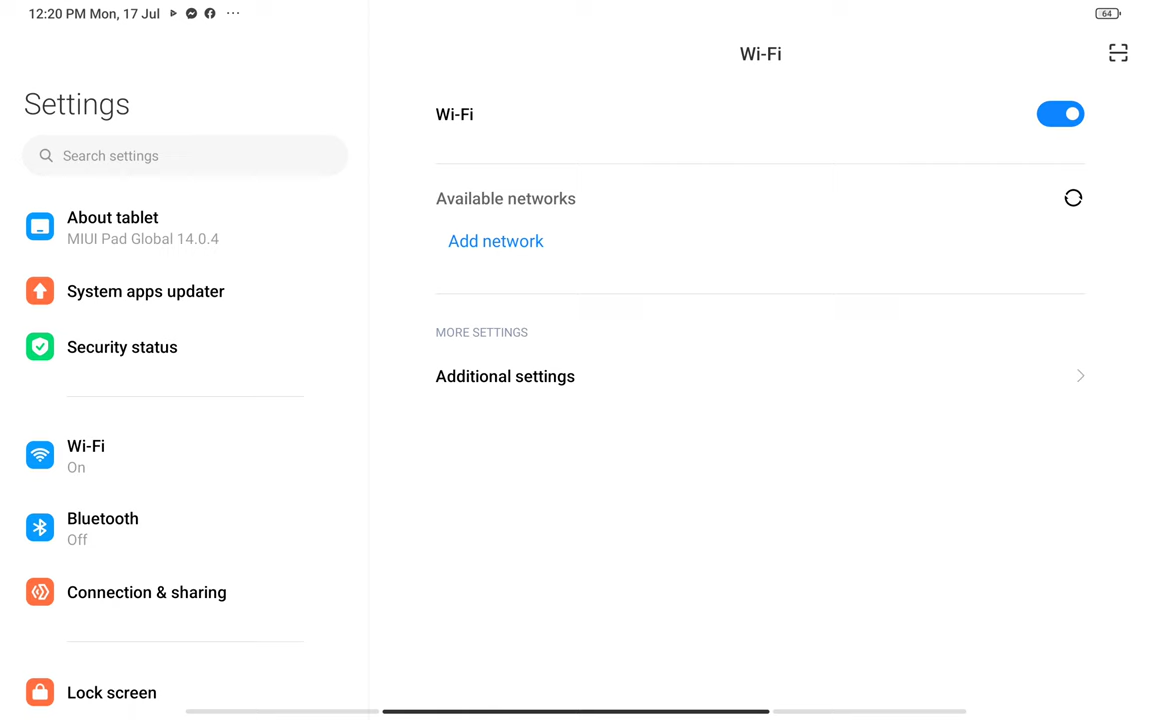 12:20 PM Mon, 17 Jul ...
64
Settings
Search settings
About tablet
MIUI Pad Global 14.0.4
System apps updater
Security status
Wi-Fi
On
Bluetooth
Off
Connection & sharing
Lock screen
Wi-Fi
Wi-Fi
Available networks
Add network
MORE SETTINGS
Additional settings